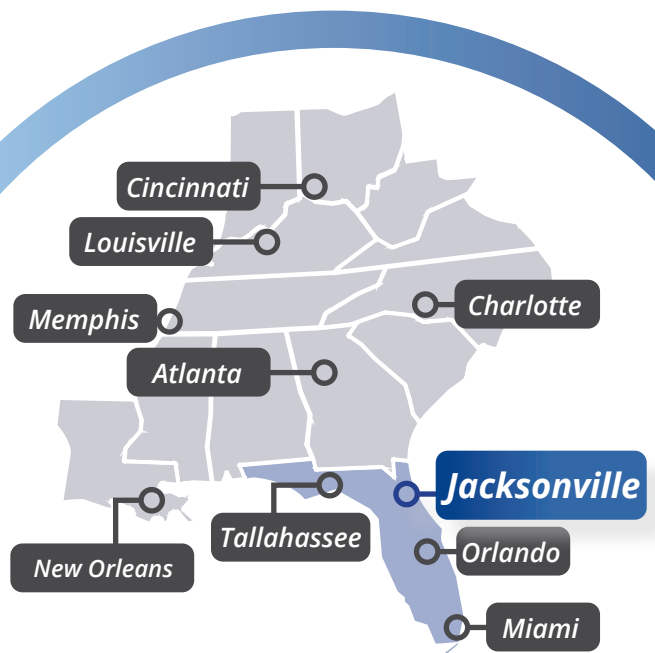 Cincinnati
Louisville
Memphis
Charlotte
Atlanta
Jacksonville
Tallahassee
Orlando
New Orleans
Miami